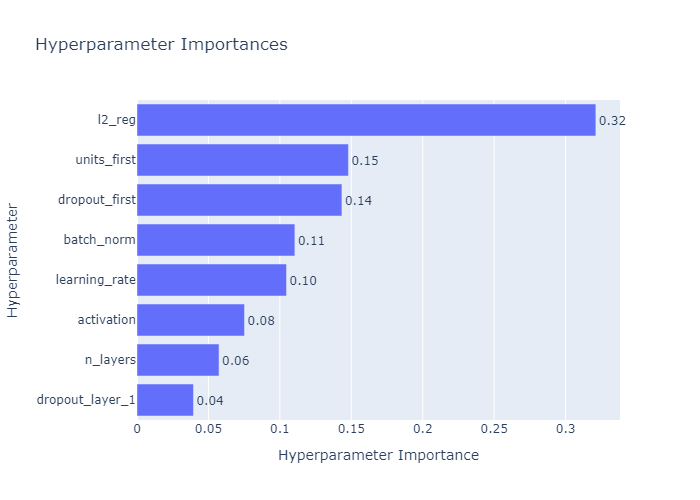 Hyperparameter Importances
l2_reg
0.32
units_first
0.15
dropout_first
0.14
batch_norm
0.11
learning_rate
0.10
activation
0.08
n_layers
0.06
dropout_layer_1
0.04
Hyperparameter
0 0.05 0.1 0.15 0.2 0.25 0.3
Hyperparameter Importance